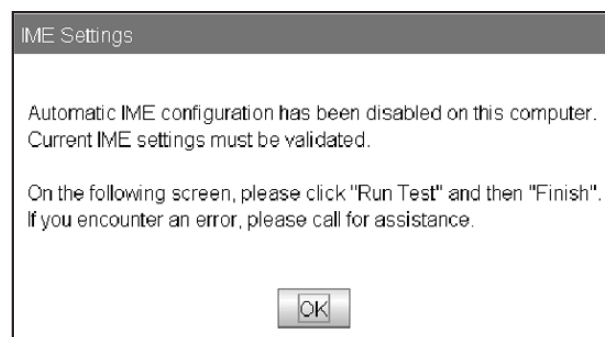 IME Settings
Automatic IME configuration has been disabled on this computer.
Current IME settings must be validated.
On the following screen, please click "Run Test" and then "Finish".
If you encounter an error, please call for assistance.
OK